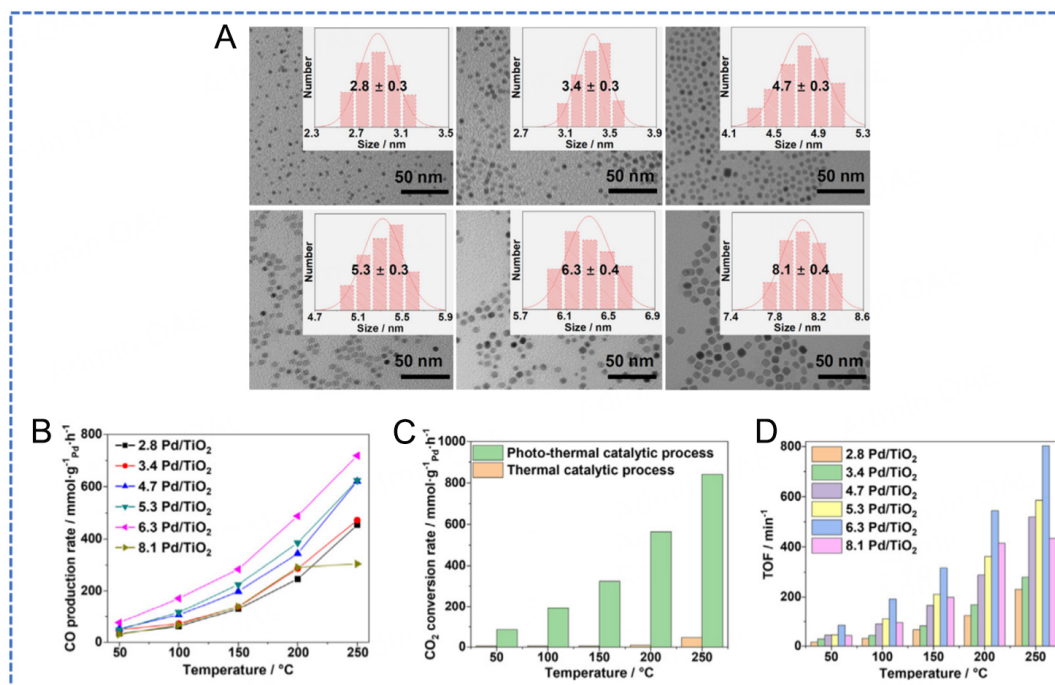 A
Number
2.8 ± 0.3
2.3 2.7 3.1 3.5
Size / nm
50 nm
Number
3.4 ± 0.3
2.7 3.1 3.5 3.9
Size / nm
50 nm
Number
4.7 ± 0.3
4.1 4.5 4.9 5.3
Size / nm
50 nm
Number
5.3 ± 0.3
4.7 5.1 5.5 5.9
Size / nm
50 nm
Number
6.3 ± 0.4
5.7 6.1 6.5 6.9
Size / nm
50 nm
Number
8.1 ± 0.4
7.4 7.8 8.2 8.6
Size / nm
50 nm
B
CO production rate / mmol·g⁻¹Pd·h⁻¹
800
600
400
200
0
2.8 Pd/TiO₂
3.4 Pd/TiO₂
4.7 Pd/TiO₂
5.3 Pd/TiO₂
6.3 Pd/TiO₂
8.1 Pd/TiO₂
50 100 150 200 250
Temperature / °C
C
CO₂ conversion rate / mmol·g⁻¹Pd·h⁻¹
1000
800
600
400
200
0
Photo-thermal catalytic process
Thermal catalytic process
50 100 150 200 250
Temperature / °C
D
TOF / min⁻¹
800
600
400
200
0
2.8 Pd/TiO₂
3.4 Pd/TiO₂
4.7 Pd/TiO₂
5.3 Pd/TiO₂
6.3 Pd/TiO₂
8.1 Pd/TiO₂
50 100 150 200 250
Temperature / °C